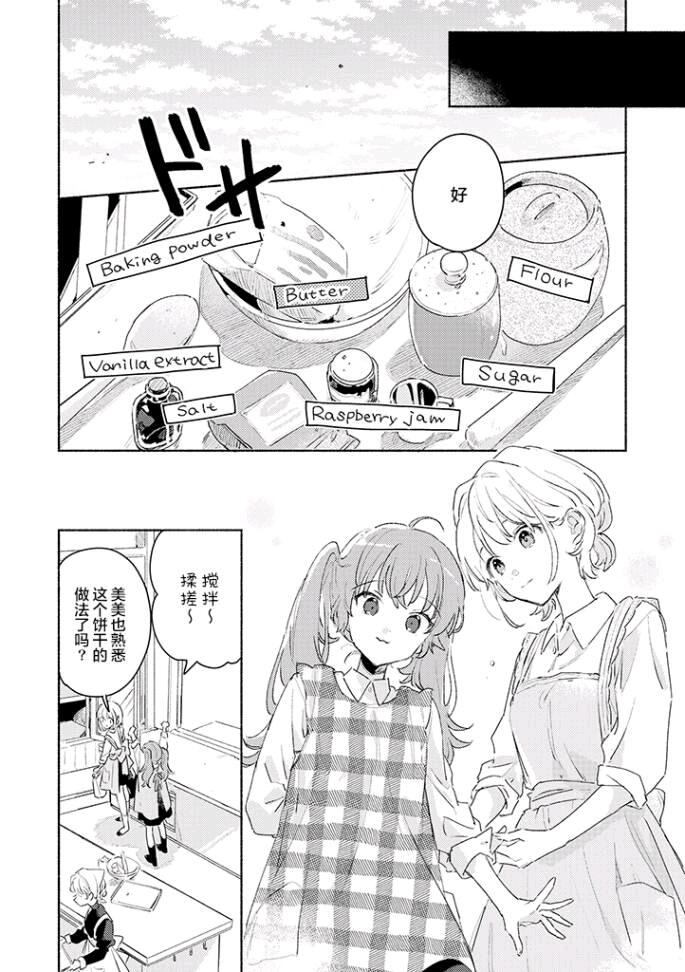 ドサッ
好
Flour
Baking powder
Butter
Sugar
Vanilla extract
Salt
Raspberry jam
搅拌～
揉搓～
美美也熟悉
这个饼干的
做法了吗？